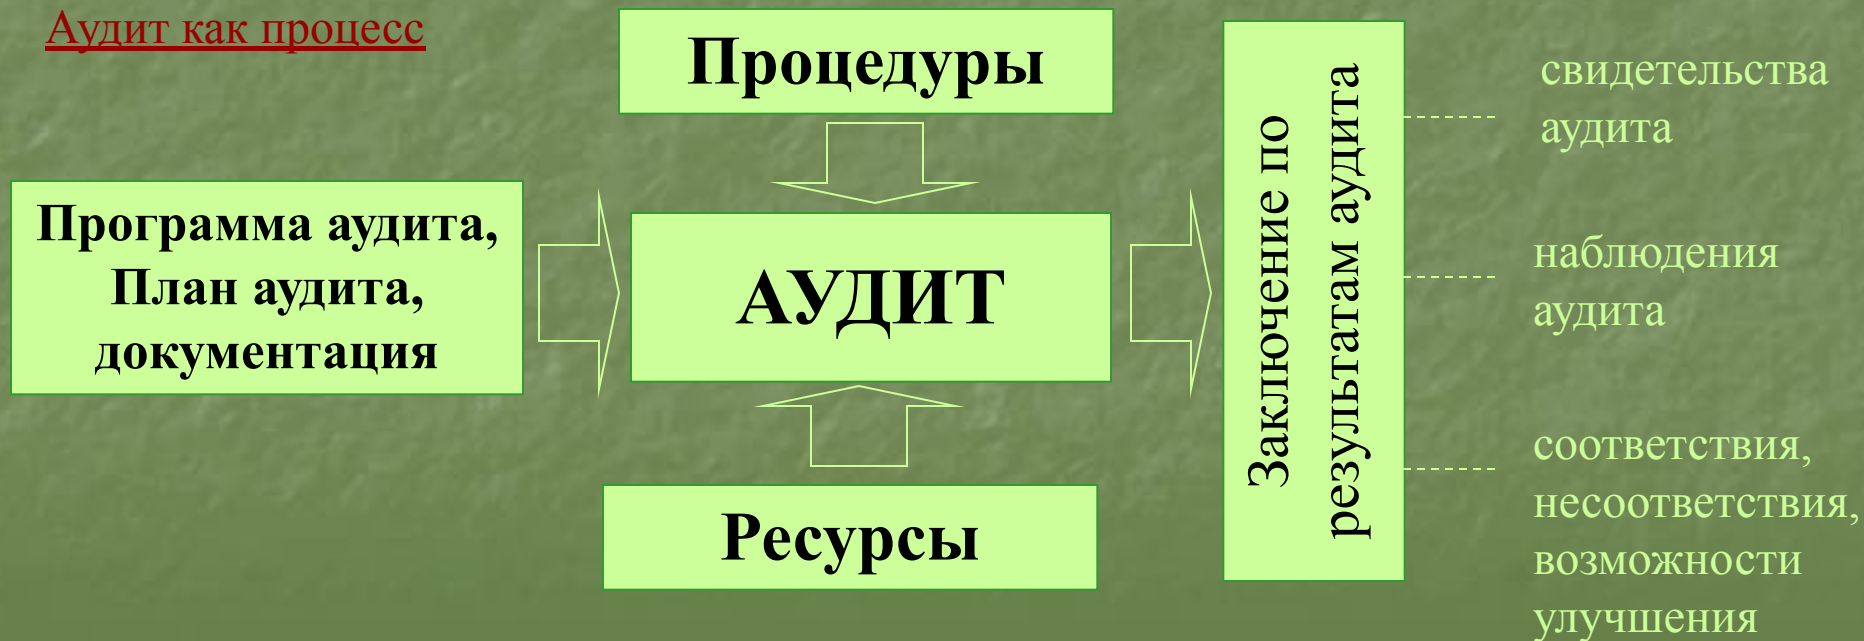 Аудит как процесс
Процедуры
Программа аудита,
План аудита,
документация
АУДИТ
Ресурсы
Заключение по
результатам аудита
свидетельства
аудита
наблюдения
аудита
соответствия,
несоответствия,
возможности
улучшения